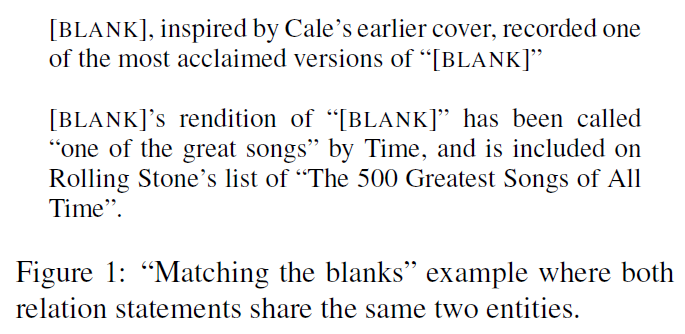 [BLANK], inspired by Cale’s earlier cover, recorded one
of the most acclaimed versions of “[BLANK]”
[BLANK]’s rendition of “[BLANK]” has been called
“one of the great songs” by Time, and is included on
Rolling Stone’s list of “The 500 Greatest Songs of All
Time”.
Figure 1: “Matching the blanks” example where both
relation statements share the same two entities.